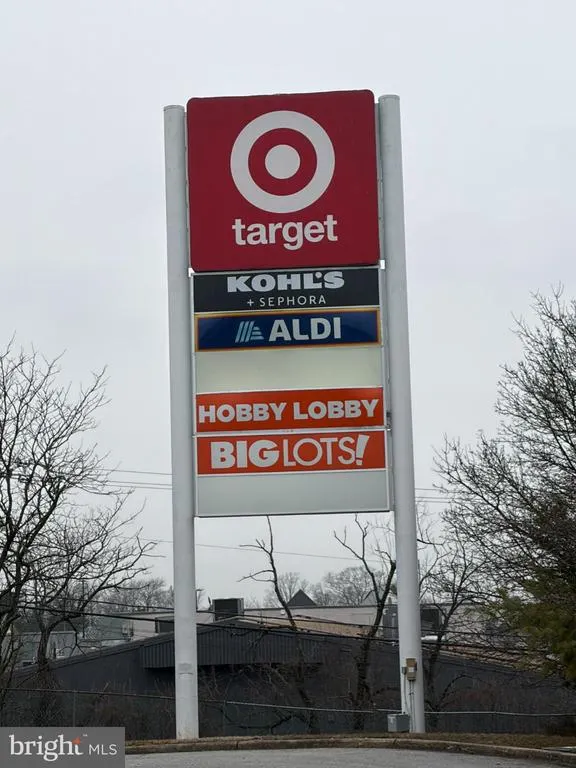 target
KOHL'S
+ SEPHORA
ALDI
HOBBY LOBBY
BIG LOTS!
bright MLS